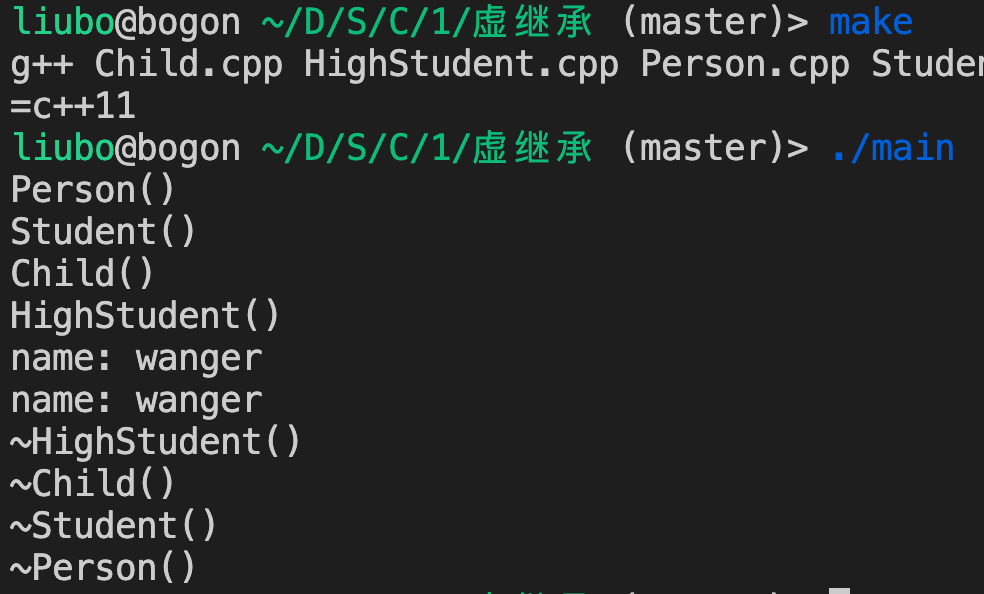 liubo@bogon ~/D/S/C/1/虚继承 (master)> make
g++ Child.cpp HighStudent.cpp Person.cpp
=c++11
liubo@bogon ~/D/S/C/1/虚继承 (master)> ./main
Person()
Student()
Child()
HighStudent()
name: wanger
name: wanger
~HighStudent()
~Child()
~Student()
~Person()